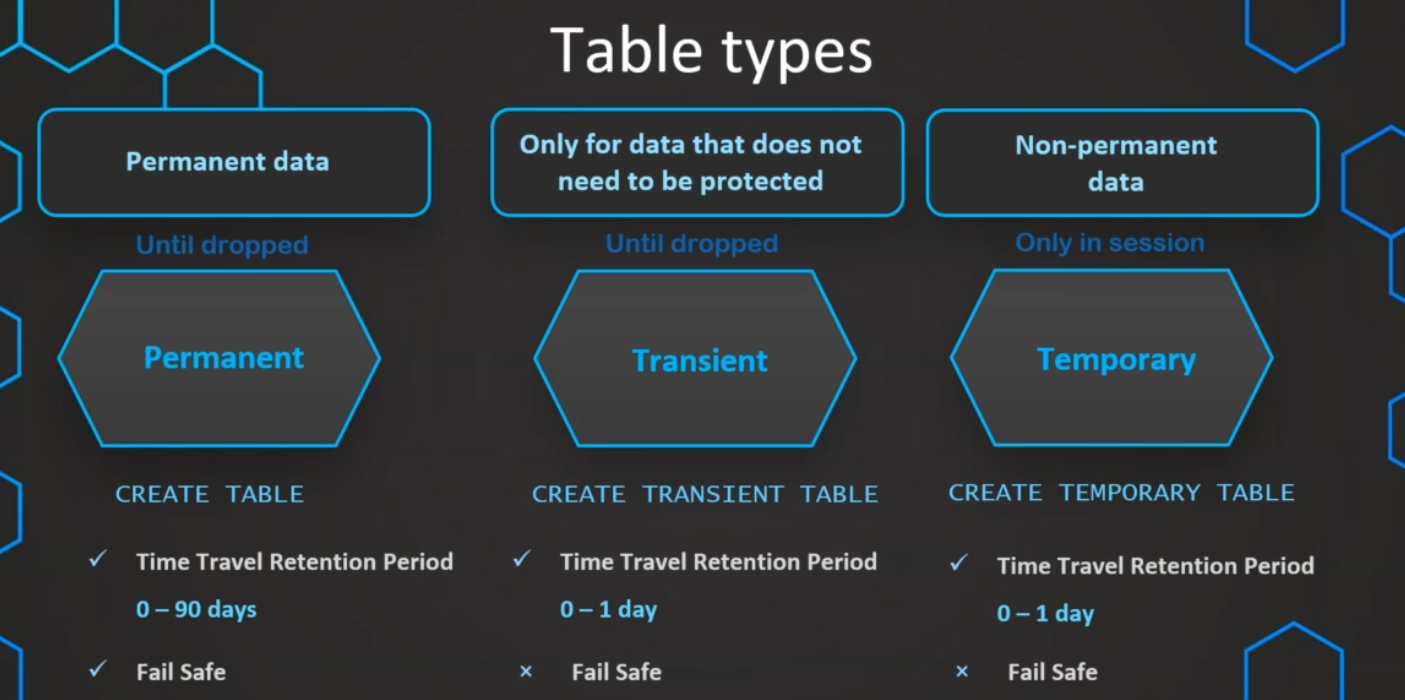 Table types
Permanent data
Only for data that does not
need to be protected
Non-permanent
data
Until dropped
Until dropped
Only in session
Permanent
Transient
Temporary
CREATE TABLE
CREATE TRANSIENT TABLE
CREATE TEMPORARY TABLE
✓ Time Travel Retention Period
✓ Time Travel Retention Period
✓ Time Travel Retention Period
0 – 90 days
0 – 1 day
0 – 1 day
✓ Fail Safe
× Fail Safe
× Fail Safe